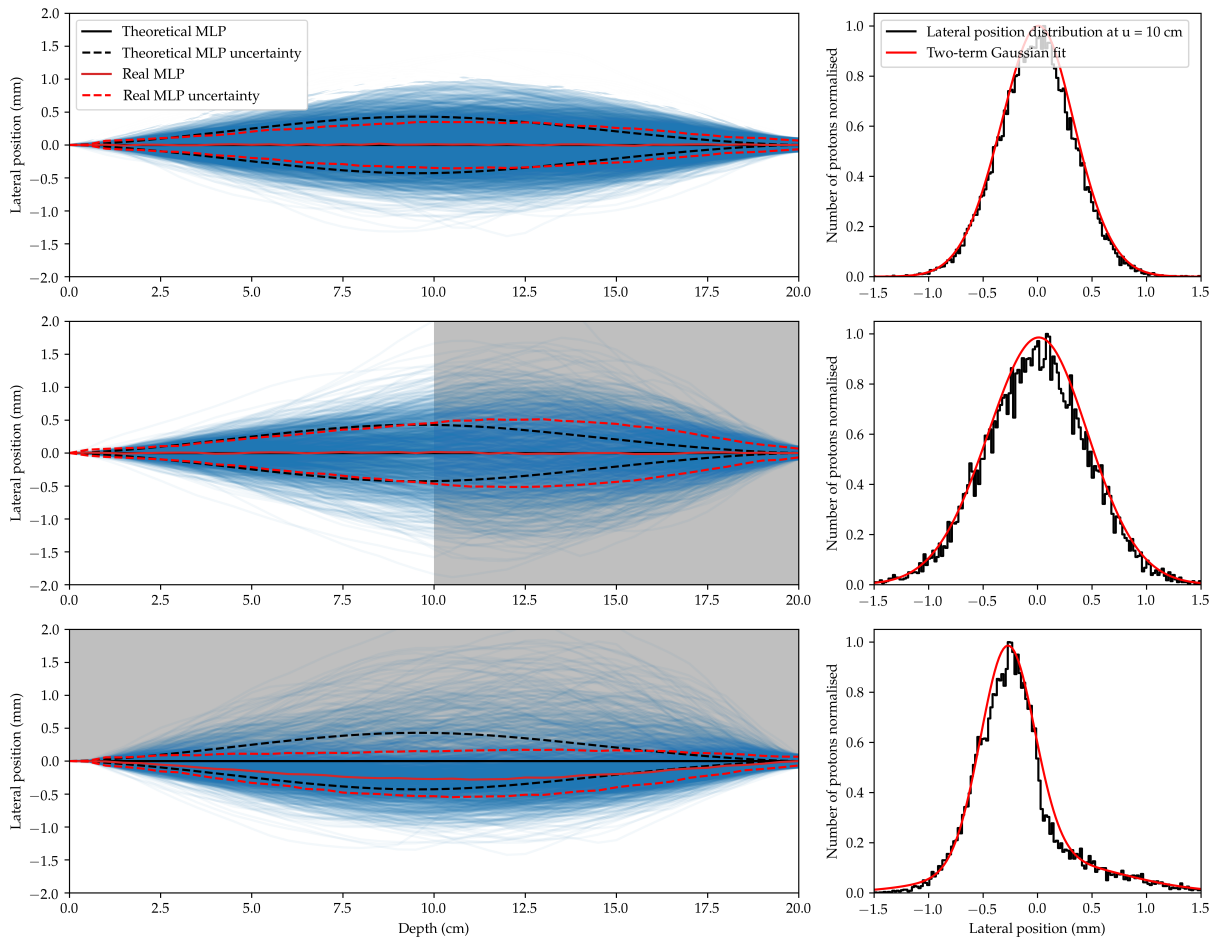 2.0
1.5
1.0
0.5
0.0
−0.5
−1.0
−1.5
−2.0
Lateral position (mm)
Theoretical MLP
Theoretical MLP uncertainty
Real MLP
Real MLP uncertainty
0.0 2.5 5.0 7.5 10.0 12.5 15.0 17.5 20.0
1.0
0.8
0.6
0.4
0.2
0.0
Number of protons normalised
Lateral position distribution at u = 10 cm
Two-term Gaussian fit
−1.5 −1.0 −0.5 0.0 0.5 1.0 1.5
2.0
1.5
1.0
0.5
0.0
−0.5
−1.0
−1.5
−2.0
Lateral position (mm)
0.0 2.5 5.0 7.5 10.0 12.5 15.0 17.5 20.0
1.0
0.8
0.6
0.4
0.2
0.0
Number of protons normalised
−1.5 −1.0 −0.5 0.0 0.5 1.0 1.5
2.0
1.5
1.0
0.5
0.0
−0.5
−1.0
−1.5
−2.0
Lateral position (mm)
0.0 2.5 5.0 7.5 10.0 12.5 15.0 17.5 20.0
Depth (cm)
1.0
0.8
0.6
0.4
0.2
0.0
Number of protons normalised
−1.5 −1.0 −0.5 0.0 0.5 1.0 1.5
Lateral position (mm)